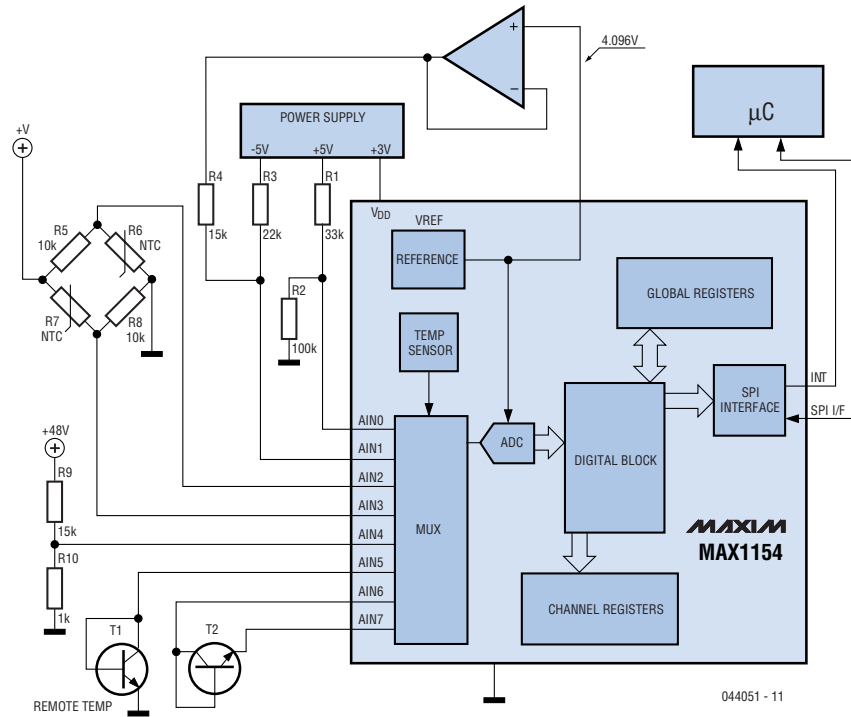 4.096V
µC
POWER SUPPLY
-5V +5V +3V
+V
R4
15k
R3
22k
R1
33k
R5
10k
R6
NTC
R7
NTC
R8
10k
R2
100k
VDD
VREF
REFERENCE
TEMP
SENSOR
GLOBAL REGISTERS
SPI
INTERFACE
INT
SPI I/F
ADC
DIGITAL BLOCK
MUX
CHANNEL REGISTERS
MAXIM
MAX1154
AIN0
AIN1
AIN2
AIN3
AIN4
AIN5
AIN6
AIN7
+48V
R9
15k
R10
1k
T1
T2
REMOTE TEMP
+
−
044051 - 11